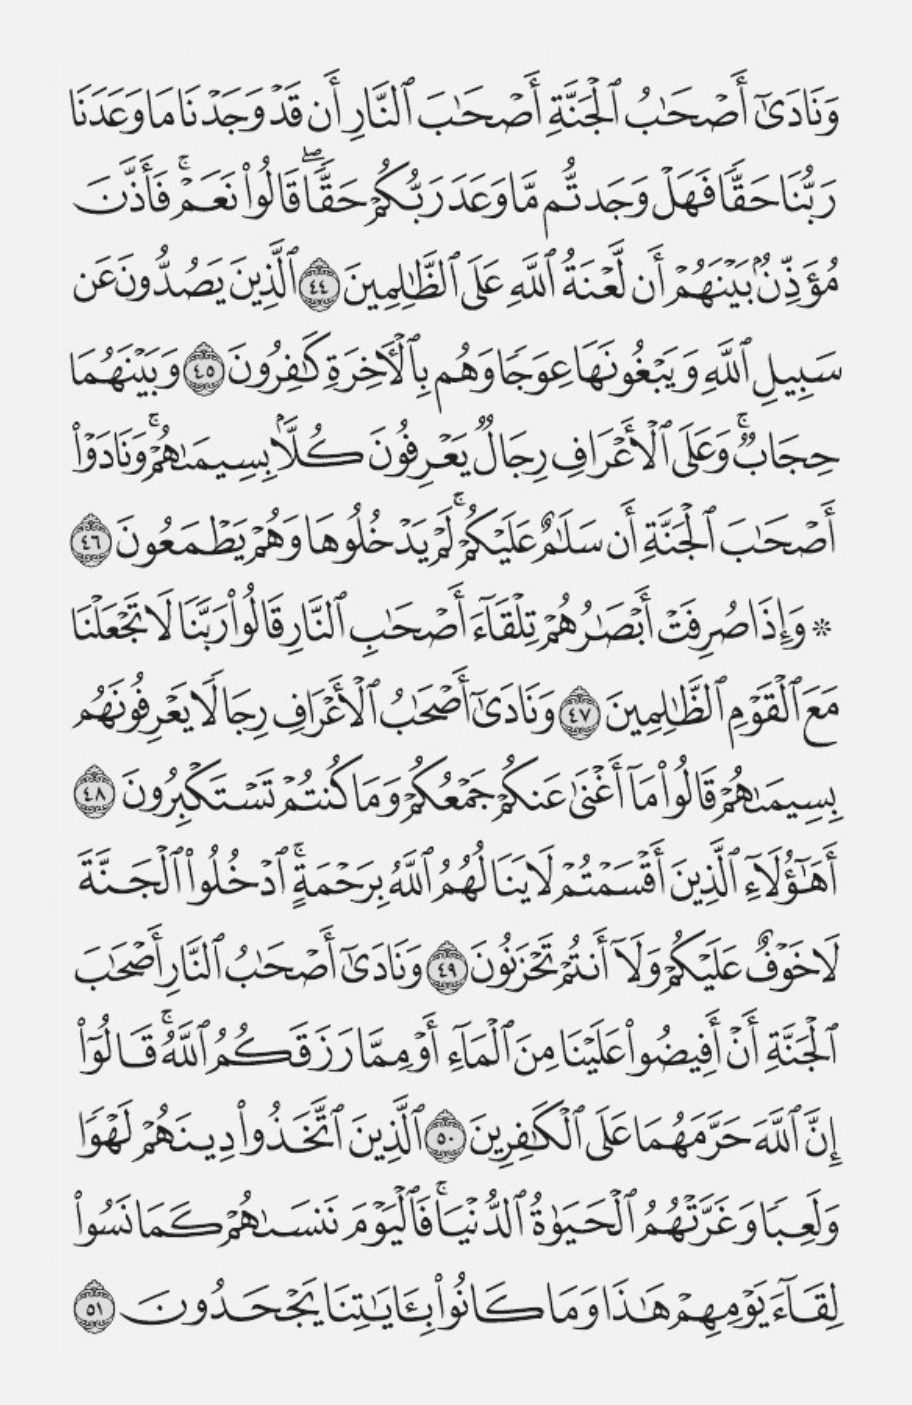 وَنَادَىٰٓ أَصْحَـٰبُ ٱلْجَنَّةِ أَصْحَـٰبَ ٱلنَّارِ أَن قَدْ وَجَدْنَا مَا وَعَدَنَا
رَبُّنَا حَقًّا فَهَلْ وَجَدتُّم مَّا وَعَدَ رَبُّكُمْ حَقًّا ۖ قَالُوا۟ نَعَمْ ۚ فَأَذَّنَ
مُؤَذِّنٌۢ بَيْنَهُمْ أَن لَّعْنَةُ ٱللَّهِ عَلَى ٱلظَّـٰلِمِينَ ٤٤ ٱلَّذِينَ يَصُدُّونَ عَن
سَبِيلِ ٱللَّهِ وَيَبْغُونَهَا عِوَجًا وَهُم بِٱلْـَٔاخِرَةِ كَـٰفِرُونَ ٤٥ وَبَيْنَهُمَا
حِجَابٌ ۚ وَعَلَى ٱلْأَعْرَافِ رِجَالٌ يَعْرِفُونَ كُلًّۢا بِسِيمَىٰهُمْ ۚ وَنَادَوْا۟
أَصْحَـٰبَ ٱلْجَنَّةِ أَن سَلَـٰمٌ عَلَيْكُمْ ۚ لَمْ يَدْخُلُوهَا وَهُمْ يَطْمَعُونَ ٤٦
۞ وَإِذَا صُرِفَتْ أَبْصَـٰرُهُمْ تِلْقَآءَ أَصْحَـٰبِ ٱلنَّارِ قَالُوا۟ رَبَّنَا لَا تَجْعَلْنَا
مَعَ ٱلْقَوْمِ ٱلظَّـٰلِمِينَ ٤٧ وَنَادَىٰٓ أَصْحَـٰبُ ٱلْأَعْرَافِ رِجَالًا يَعْرِفُونَهُم
بِسِيمَىٰهُمْ قَالُوا۟ مَآ أَغْنَىٰ عَنكُمْ جَمْعُكُمْ وَمَا كُنتُمْ تَسْتَكْبِرُونَ ٤٨
أَهَـٰٓؤُلَآءِ ٱلَّذِينَ أَقْسَمْتُمْ لَا يَنَالُهُمُ ٱللَّهُ بِرَحْمَةٍ ۚ ٱدْخُلُوا۟ ٱلْجَنَّةَ
لَا خَوْفٌ عَلَيْكُمْ وَلَآ أَنتُمْ تَحْزَنُونَ ٤٩ وَنَادَىٰٓ أَصْحَـٰبُ ٱلنَّارِ أَصْحَـٰبَ
ٱلْجَنَّةِ أَنْ أَفِيضُوا۟ عَلَيْنَا مِنَ ٱلْمَآءِ أَوْ مِمَّا رَزَقَكُمُ ٱللَّهُ ۚ قَالُوٓا۟
إِنَّ ٱللَّهَ حَرَّمَهُمَا عَلَى ٱلْكَـٰفِرِينَ ٥٠ ٱلَّذِينَ ٱتَّخَذُوا۟ دِينَهُمْ لَهْوًا
وَلَعِبًا وَغَرَّتْهُمُ ٱلْحَيَوٰةُ ٱلدُّنْيَا ۚ فَٱلْيَوْمَ نَنسَىٰهُمْ كَمَا نَسُوا۟
لِقَآءَ يَوْمِهِمْ هَـٰذَا وَمَا كَانُوا۟ بِـَٔايَـٰتِنَا يَجْحَدُونَ ٥١